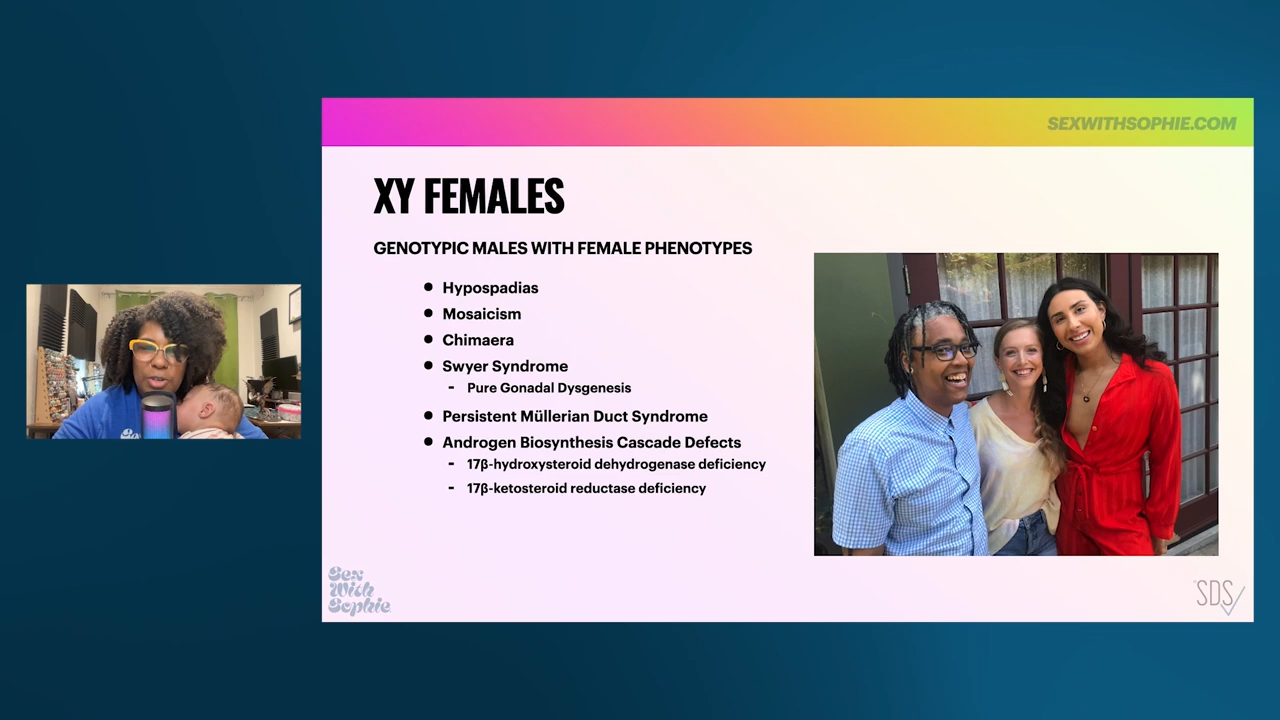 SEXWITHSOPHIE.COM
XY FEMALES
GENOTYPIC MALES WITH FEMALE PHENOTYPES
● Hypospadias
● Mosaicism
● Chimaera
● Swyer Syndrome
- Pure Gonadal Dysgenesis
● Persistent Müllerian Duct Syndrome
● Androgen Biosynthesis Cascade Defects
- 17β-hydroxysteroid dehydrogenase deficiency
- 17β-ketosteroid reductase deficiency
Sex
With
Sophie
SDS